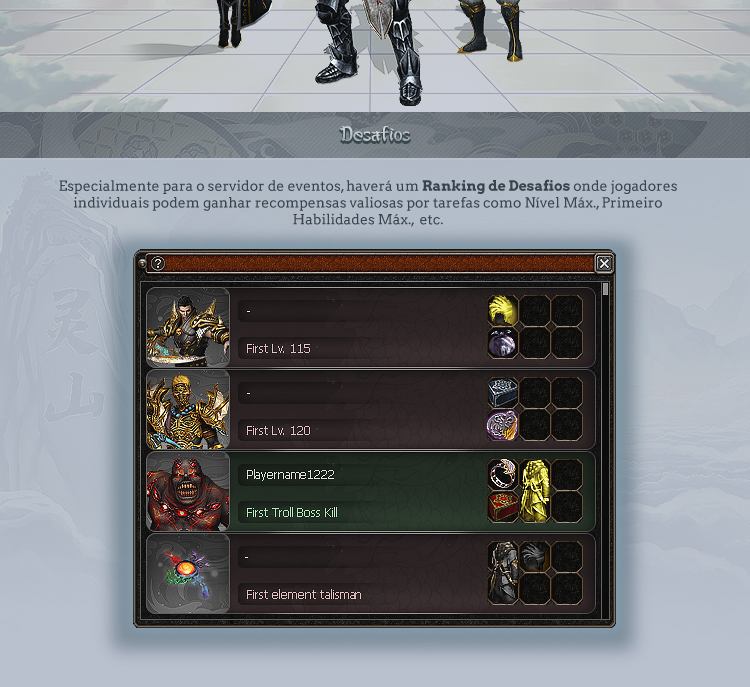 Desafios
Especialmente para o servidor de eventos, haverá um Ranking de Desafios onde jogadores
individuais podem ganhar recompensas valiosas por tarefas como Nível Máx., Primeiro
Habilidades Máx., etc.
?
-
First Lv. 115
-
First Lv. 120
Playername1222
First Troll Boss Kill
-
First element talisman
灵
山